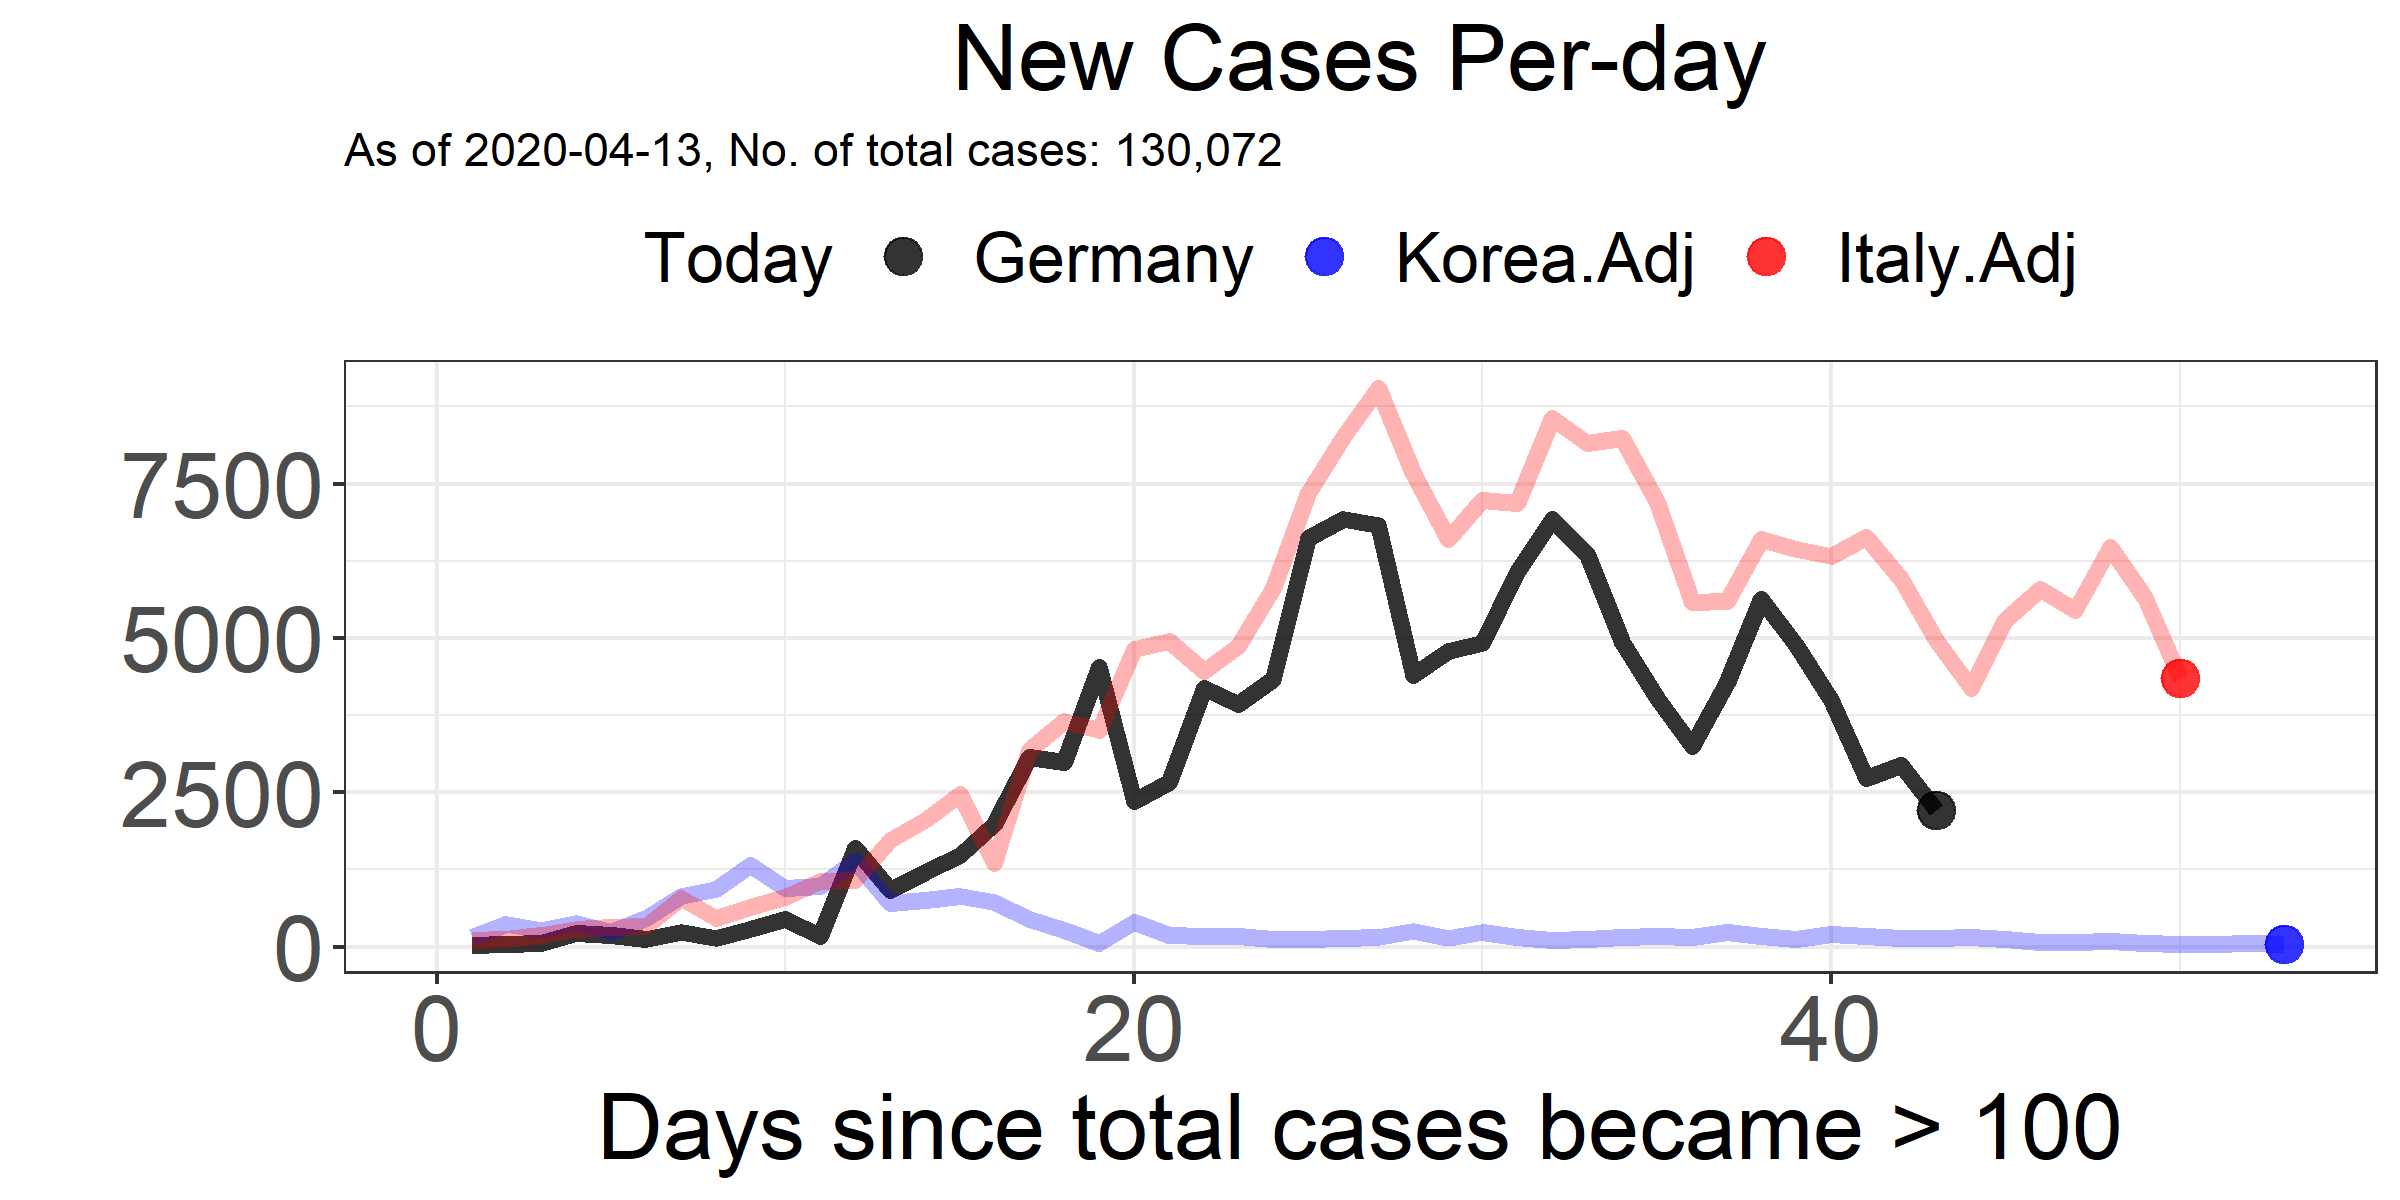 New Cases Per-day
As of 2020-04-13, No. of total cases: 130,072
Today Germany Korea.Adj Italy.Adj
7500
5000
2500
0
0 20 40
Days since total cases became > 100